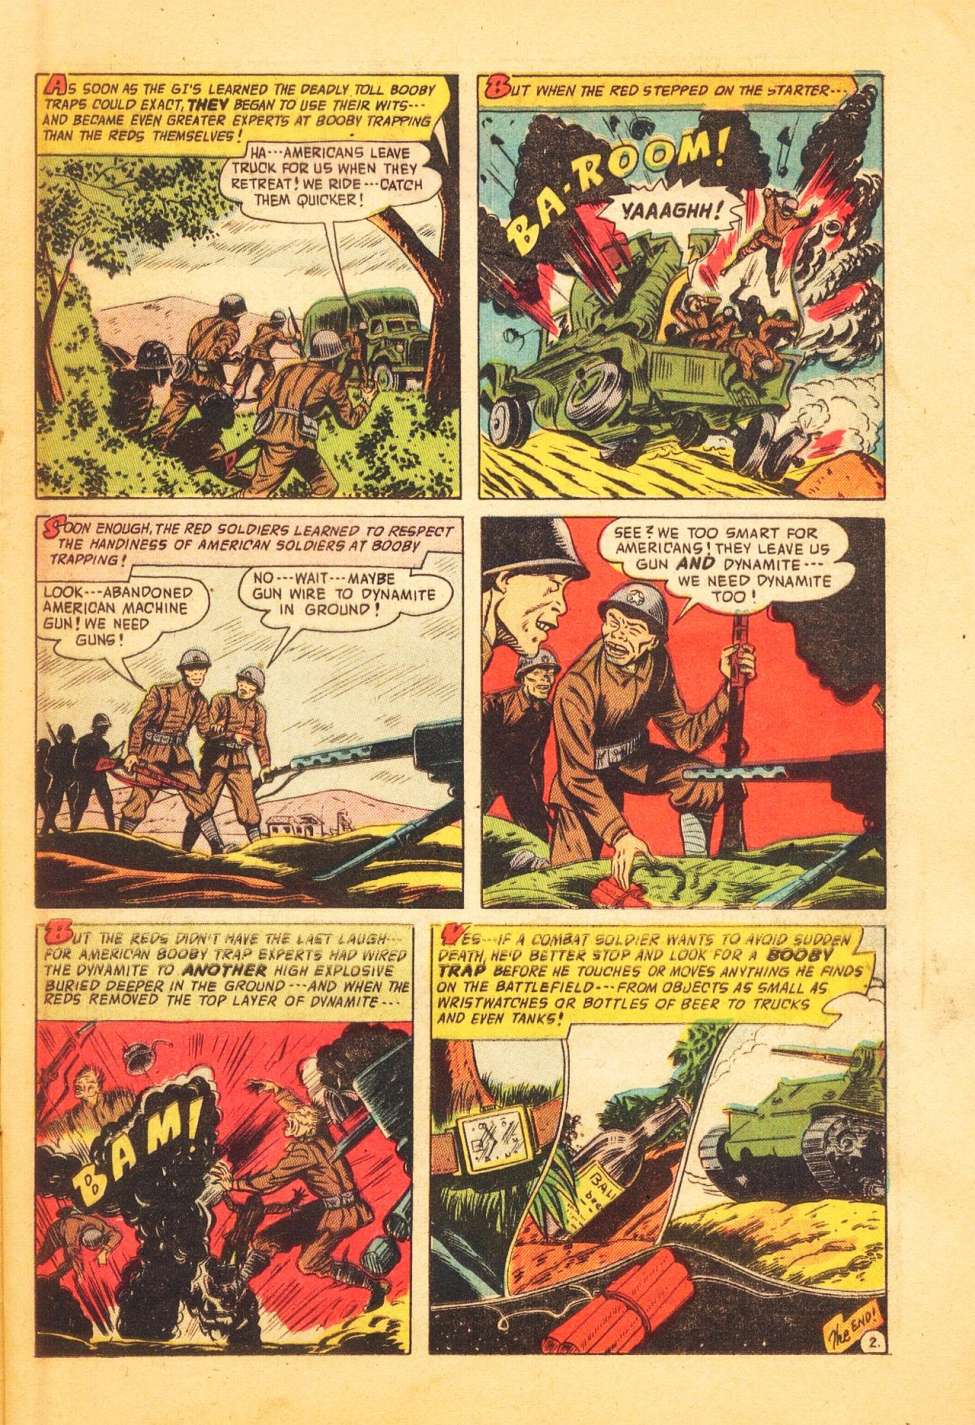 AS SOON AS THE GI'S LEARNED THE DEADLY TOLL BOOBY
TRAPS COULD EXACT, THEY BEGAN TO USE THEIR WITS---
AND BECAME EVEN GREATER EXPERTS AT BOOBY TRAPPING
THAN THE REDS THEMSELVES!
HA---AMERICANS LEAVE
TRUCK FOR US WHEN THEY
RETREAT! WE RIDE---CATCH
THEM QUICKER!
BUT WHEN THE RED STEPPED ON THE STARTER---
BA-ROOM!
YAAAGHH!
SOON ENOUGH, THE RED SOLDIERS LEARNED TO RESPECT
THE HANDINESS OF AMERICAN SOLDIERS AT BOOBY
TRAPPING!
LOOK---ABANDONED
AMERICAN MACHINE
GUN! WE NEED
GUNS!
NO---WAIT---MAYBE
GUN WIRE TO DYNAMITE
IN GROUND!
SEE? WE TOO SMART FOR
AMERICANS! THEY LEAVE US
GUN AND DYNAMITE---
WE NEED DYNAMITE
TOO!
BUT THE REDS DIDN'T HAVE THE LAST LAUGH---
FOR AMERICAN BOOBY TRAP EXPERTS HAD WIRED
THE DYNAMITE TO ANOTHER HIGH EXPLOSIVE
BURIED DEEPER IN THE GROUND---AND WHEN THE
REDS REMOVED THE TOP LAYER OF DYNAMITE---
BAM!
YES---IF A COMBAT SOLDIER WANTS TO AVOID SUDDEN
DEATH, HE'D BETTER STOP AND LOOK FOR A BOOBY
TRAP BEFORE HE TOUCHES OR MOVES ANYTHING HE FINDS
ON THE BATTLEFIELD---FROM OBJECTS AS SMALL AS
WRISTWATCHES OR BOTTLES OF BEER TO TRUCKS
AND EVEN TANKS!
BALI
beer
The END!
2.